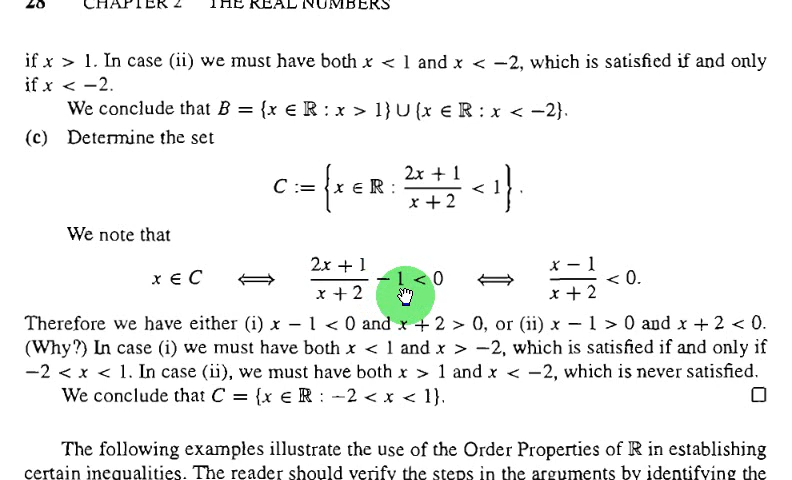 28 CHAPTER 2 THE REAL NUMBERS
if x > 1. In case (ii) we must have both x < 1 and x < −2, which is satisfied if and only
if x < −2.
We conclude that B = {x ∈ ℝ : x > 1} ∪ {x ∈ ℝ : x < −2}.
(c) Determine the set
C := {x ∈ ℝ : (2x + 1)/(x + 2) < 1}.
We note that
x ∈ C ⟺ (2x + 1)/(x + 2) − 1 < 0 ⟺ (x − 1)/(x + 2) < 0.
Therefore we have either (i) x − 1 < 0 and x + 2 > 0, or (ii) x − 1 > 0 and x + 2 < 0.
(Why?) In case (i) we must have both x < 1 and x > −2, which is satisfied if and only if
−2 < x < 1. In case (ii), we must have both x > 1 and x < −2, which is never satisfied.
We conclude that C = {x ∈ ℝ : −2 < x < 1}. □
The following examples illustrate the use of the Order Properties of ℝ in establishing
certain inequalities. The reader should verify the steps in the arguments by identifying the